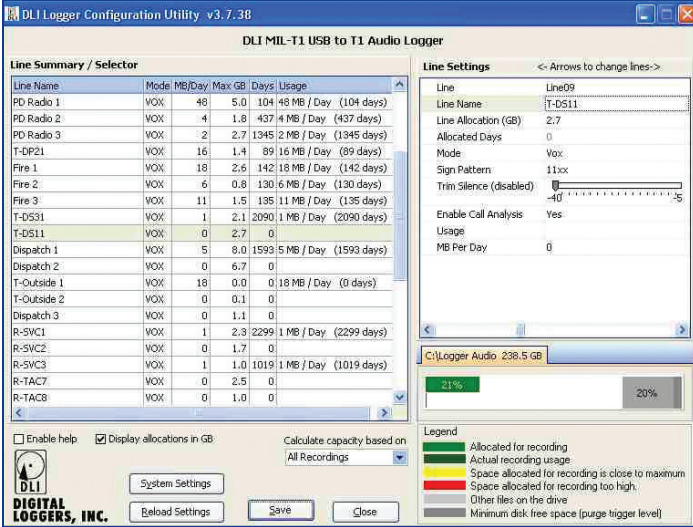 DLI Logger Configuration Utility v3.7.38
DLI MIL-T1 USB to T1 Audio Logger
Line Summary / Selector
Line Name Mode MB/Day Max GB Days Usage
PD Radio 1 VOX 48 5.0 104 48 MB / Day (104 days)
PD Radio 2 VOX 4 1.8 437 4 MB / Day (437 days)
PD Radio 3 VOX 2 2.7 1345 2 MB / Day (1345 days)
T-DP21 VOX 16 1.4 89 16 MB / Day (89 days)
Fire 1 VOX 18 2.6 142 18 MB / Day (142 days)
Fire 2 VOX 6 0.8 130 6 MB / Day (130 days)
Fire 3 VOX 11 1.5 135 11 MB / Day (135 days)
T-DS31 VOX 1 2.1 2090 1 MB / Day (2090 days)
T-DS11 VOX 0 2.7 0
Dispatch 1 VOX 5 8.0 1593 5 MB / Day (1593 days)
Dispatch 2 VOX 0 6.7 0
T-Outside 1 VOX 18 0.0 0 18 MB / Day (0 days)
T-Outside 2 VOX 0 0.1 0
Dispatch 3 VOX 0 1.1 0
R-SVC1 VOX 1 2.3 2299 1 MB / Day (2299 days)
R-SVC2 VOX 0 1.7 0
R-SVC3 VOX 1 1.0 1019 1 MB / Day (1019 days)
R-TAC7 VOX 0 2.5 0
R-TAC8 VOX 0 1.0 0
Enable help Display allocations in GB
Calculate capacity based on
All Recordings
DLI
DIGITAL
LOGGERS, INC.
System Settings
Reload Settings
Save
Close
Line Settings <- Arrows to change lines->
Line Line09
Line Name T-DS11
Line Allocation (GB) 2.7
Allocated Days 0
Mode Vox
Sign Pattern 11xx
Trim Silence (disabled)
-40 -5
Enable Call Analysis Yes
Usage
MB Per Day 0
C:\Logger Audio 238.5 GB
21%
20%
Legend
Allocated for recording
Actual recording usage
Space allocated for recording is close to maximum
Space allocated for recording too high.
Other files on the drive
Minimum disk free space (purge trigger level)